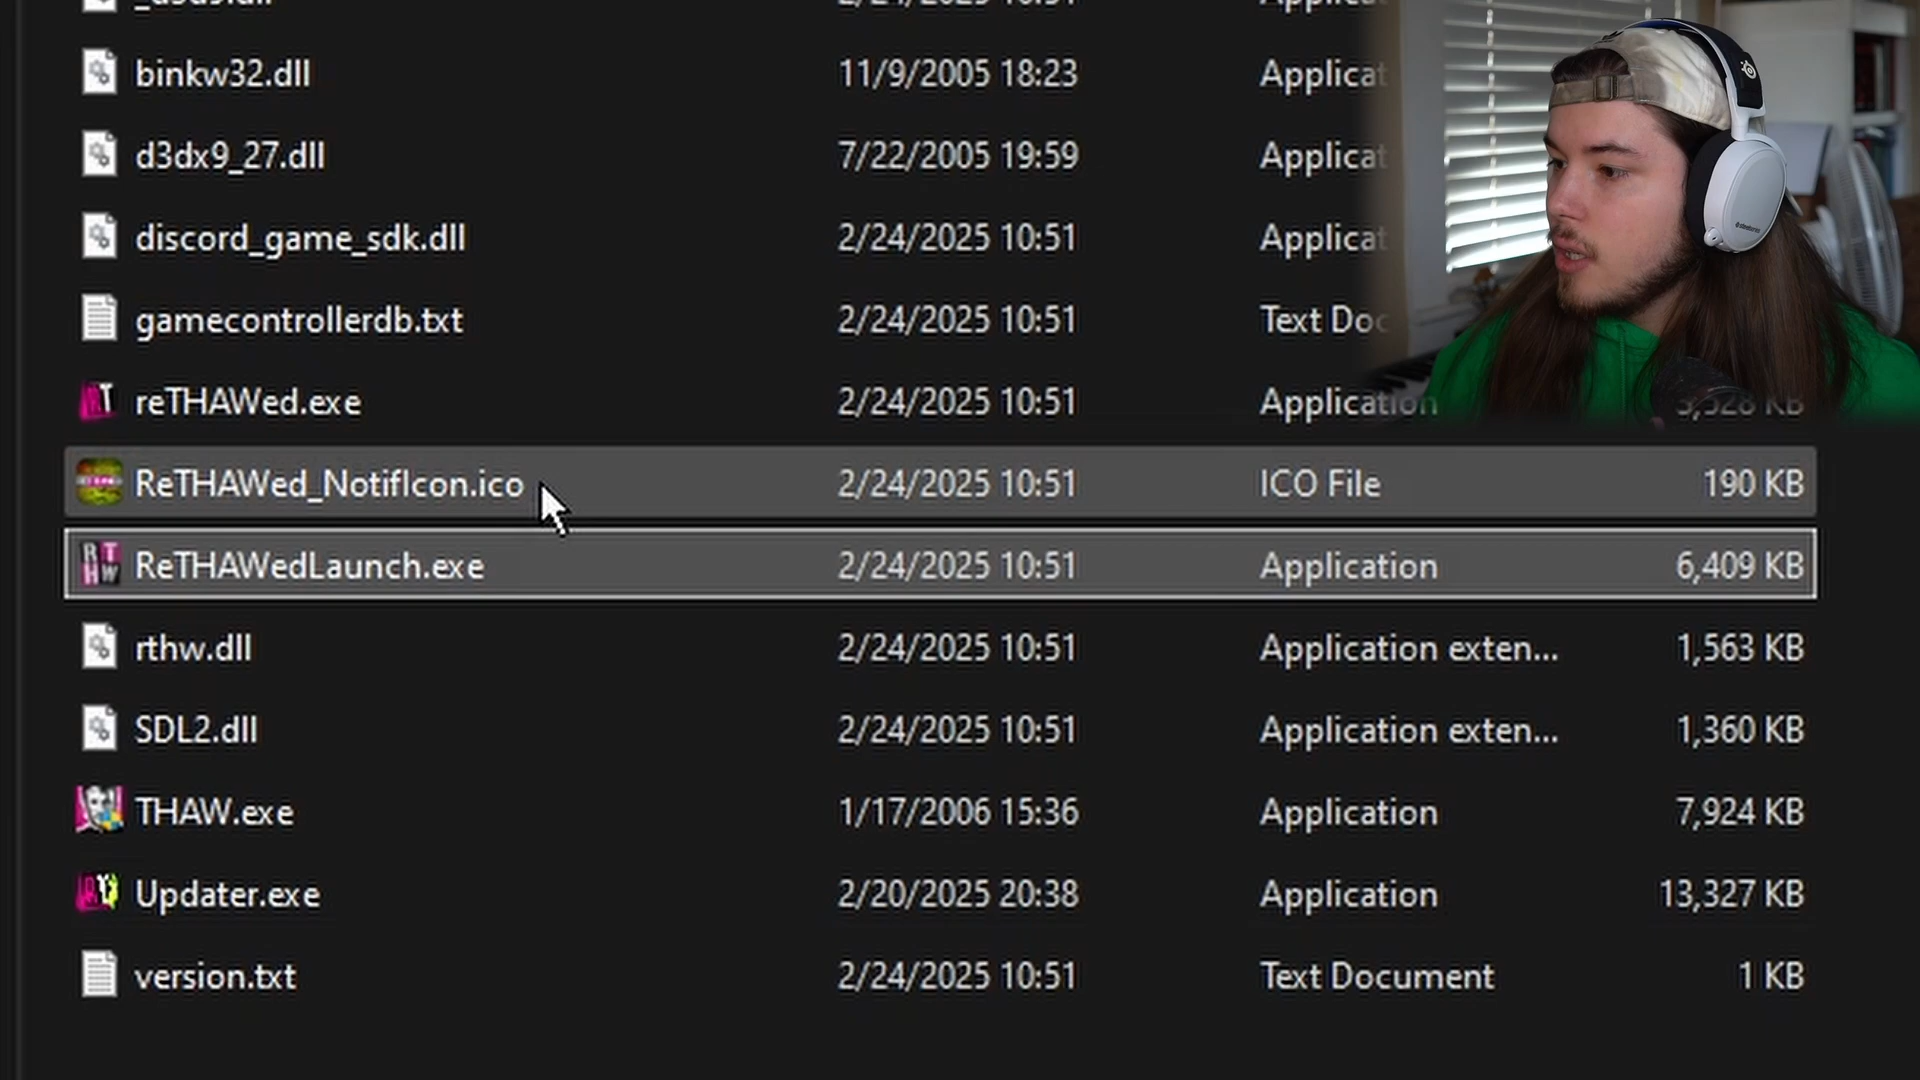 binkw32.dll 11/9/2005 18:23 Applicat
d3dx9_27.dll 7/22/2005 19:59 Applicat
discord_game_sdk.dll 2/24/2025 10:51 Applicat
gamecontrollerdb.txt 2/24/2025 10:51 Text Doc
reTHAWed.exe 2/24/2025 10:51 Application KB
ReTHAWed_NotifIcon.ico 2/24/2025 10:51 ICO File 190 KB
ReTHAWedLaunch.exe 2/24/2025 10:51 Application 6,409 KB
rthw.dll 2/24/2025 10:51 Application exten... 1,563 KB
SDL2.dll 2/24/2025 10:51 Application exten... 1,360 KB
THAW.exe 1/17/2006 15:36 Application 7,924 KB
Updater.exe 2/20/2025 20:38 Application 13,327 KB
version.txt 2/24/2025 10:51 Text Document 1 KB